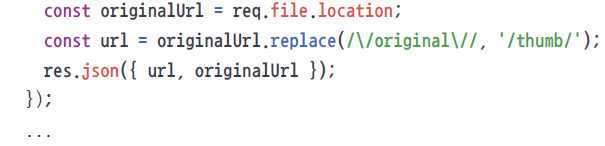 const originalUrl = req.file.location;
const url = originalUrl.replace(/\/original\//, '/thumb/');
res.json({ url, originalUrl });
});
...